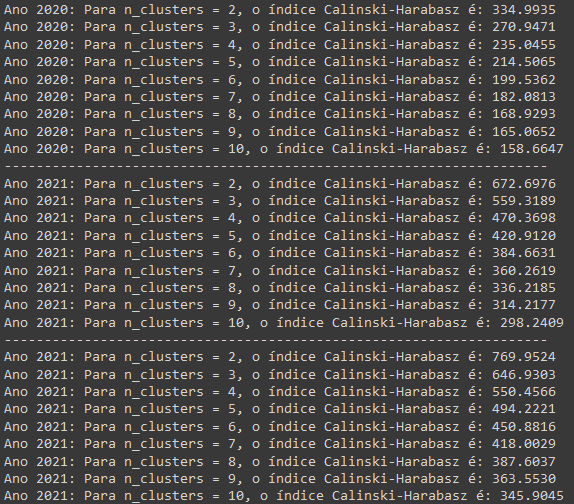 Ano 2020: Para n_clusters = 2, o índice Calinski-Harabasz é: 334.9935
Ano 2020: Para n_clusters = 3, o índice Calinski-Harabasz é: 270.9471
Ano 2020: Para n_clusters = 4, o índice Calinski-Harabasz é: 235.0455
Ano 2020: Para n_clusters = 5, o índice Calinski-Harabasz é: 214.5065
Ano 2020: Para n_clusters = 6, o índice Calinski-Harabasz é: 199.5362
Ano 2020: Para n_clusters = 7, o índice Calinski-Harabasz é: 182.0813
Ano 2020: Para n_clusters = 8, o índice Calinski-Harabasz é: 168.9293
Ano 2020: Para n_clusters = 9, o índice Calinski-Harabasz é: 165.0652
Ano 2020: Para n_clusters = 10, o índice Calinski-Harabasz é: 158.6647
--------------------------------------------------------------------
Ano 2021: Para n_clusters = 2, o índice Calinski-Harabasz é: 672.6976
Ano 2021: Para n_clusters = 3, o índice Calinski-Harabasz é: 559.3189
Ano 2021: Para n_clusters = 4, o índice Calinski-Harabasz é: 470.3698
Ano 2021: Para n_clusters = 5, o índice Calinski-Harabasz é: 420.9120
Ano 2021: Para n_clusters = 6, o índice Calinski-Harabasz é: 384.6631
Ano 2021: Para n_clusters = 7, o índice Calinski-Harabasz é: 360.2619
Ano 2021: Para n_clusters = 8, o índice Calinski-Harabasz é: 336.2185
Ano 2021: Para n_clusters = 9, o índice Calinski-Harabasz é: 314.2177
Ano 2021: Para n_clusters = 10, o índice Calinski-Harabasz é: 298.2409
--------------------------------------------------------------------
Ano 2021: Para n_clusters = 2, o índice Calinski-Harabasz é: 769.9524
Ano 2021: Para n_clusters = 3, o índice Calinski-Harabasz é: 646.9303
Ano 2021: Para n_clusters = 4, o índice Calinski-Harabasz é: 550.4566
Ano 2021: Para n_clusters = 5, o índice Calinski-Harabasz é: 494.2221
Ano 2021: Para n_clusters = 6, o índice Calinski-Harabasz é: 450.8816
Ano 2021: Para n_clusters = 7, o índice Calinski-Harabasz é: 418.0029
Ano 2021: Para n_clusters = 8, o índice Calinski-Harabasz é: 387.6037
Ano 2021: Para n_clusters = 9, o índice Calinski-Harabasz é: 363.5530
Ano 2021: Para n_clusters = 10, o índice Calinski-Harabasz é: 345.9045